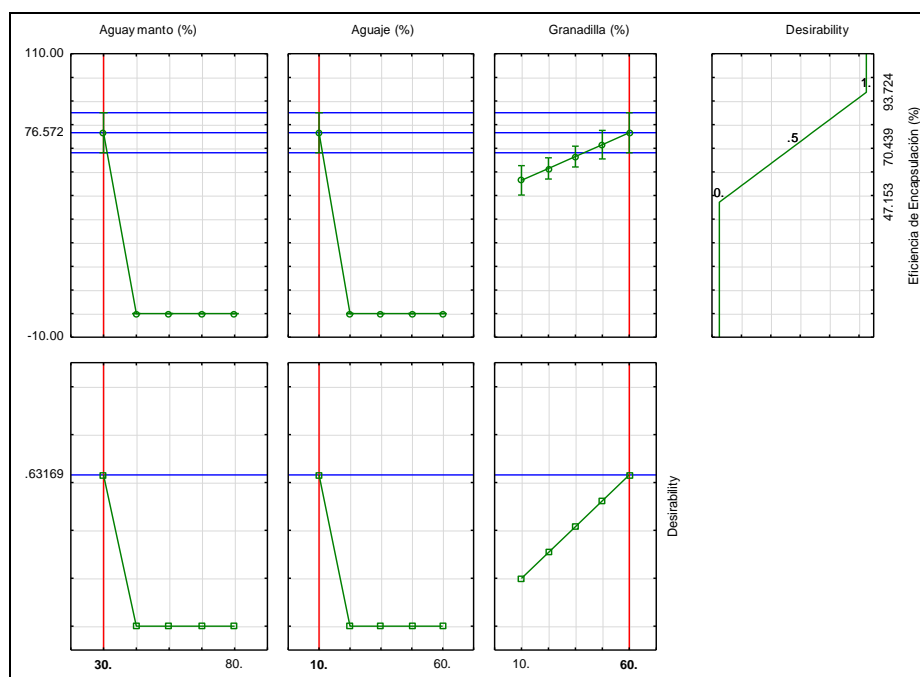 Aguaymanto (%)
Aguaje (%)
Granadilla (%)
Desirability
110.00
76.572
-10.00
1.
.5
0.
93.724
70.439
47.153
Eficiencia de Encapsulación (%)
.63169
Desirability
30.
80.
10.
60.
10.
60.